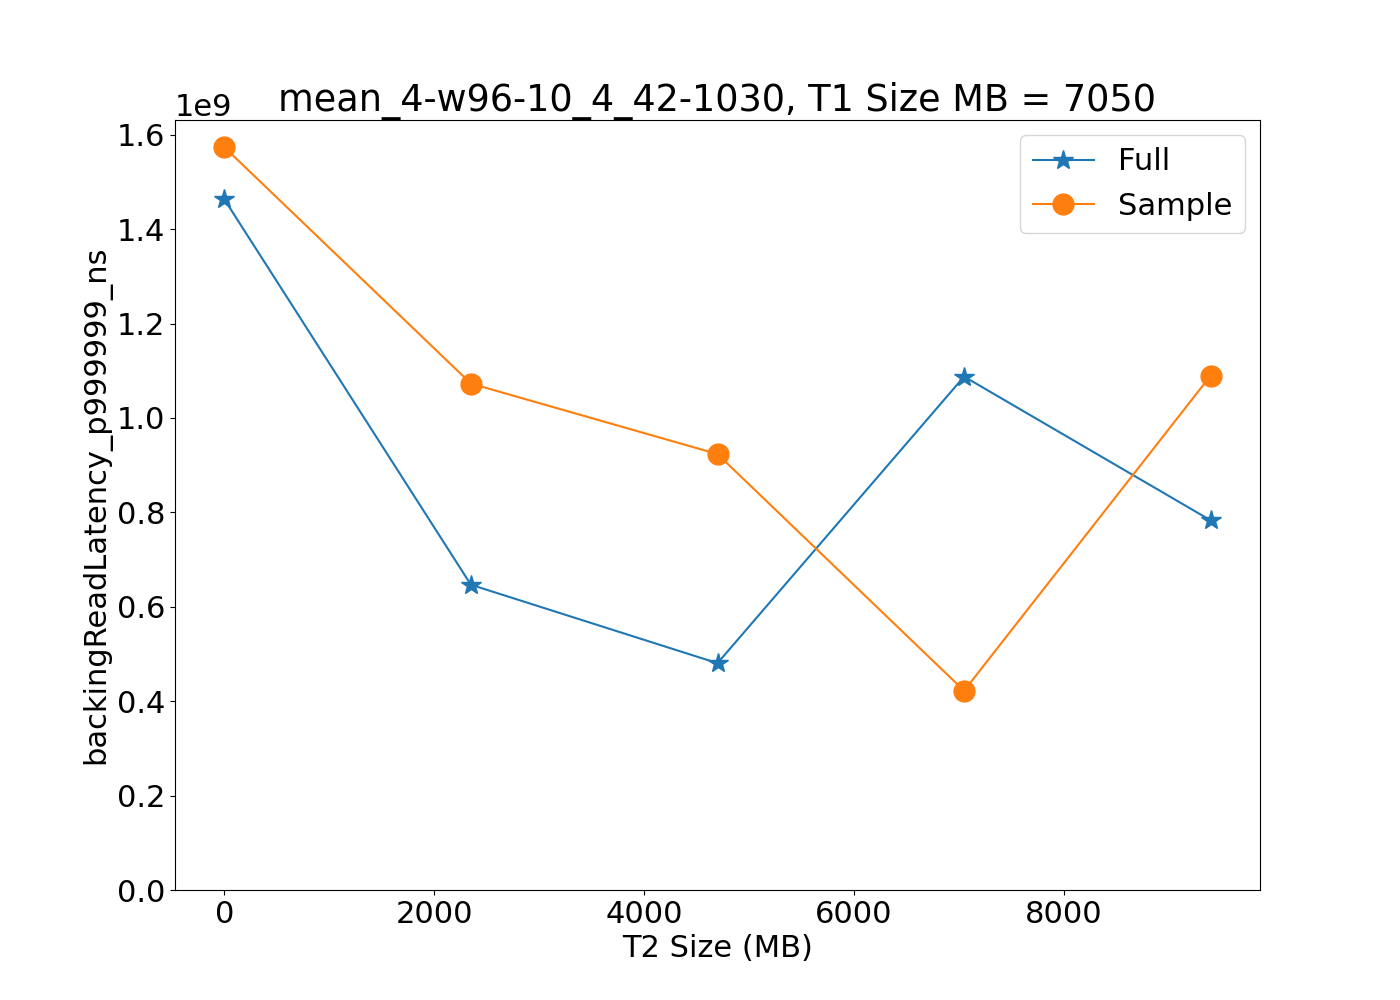 1e9
mean_4-w96-10_4_42-1030, T1 Size MB = 7050
Full
Sample
backingReadLatency_p999999_ns
1.6
1.4
1.2
1.0
0.8
0.6
0.4
0.2
0.0
0 2000 4000 6000 8000
T2 Size (MB)